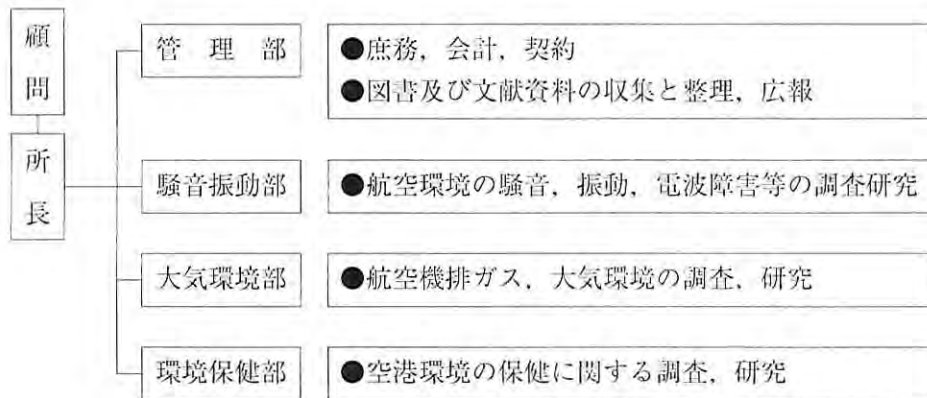 顧問
所長
管理部
●庶務，会計，契約
●図書及び文献資料の収集と整理，広報
騒音振動部
●航空環境の騒音，振動，電波障害等の調査研究
大気環境部
●航空機排ガス，大気環境の調査，研究
環境保健部
●空港環境の保健に関する調査，研究